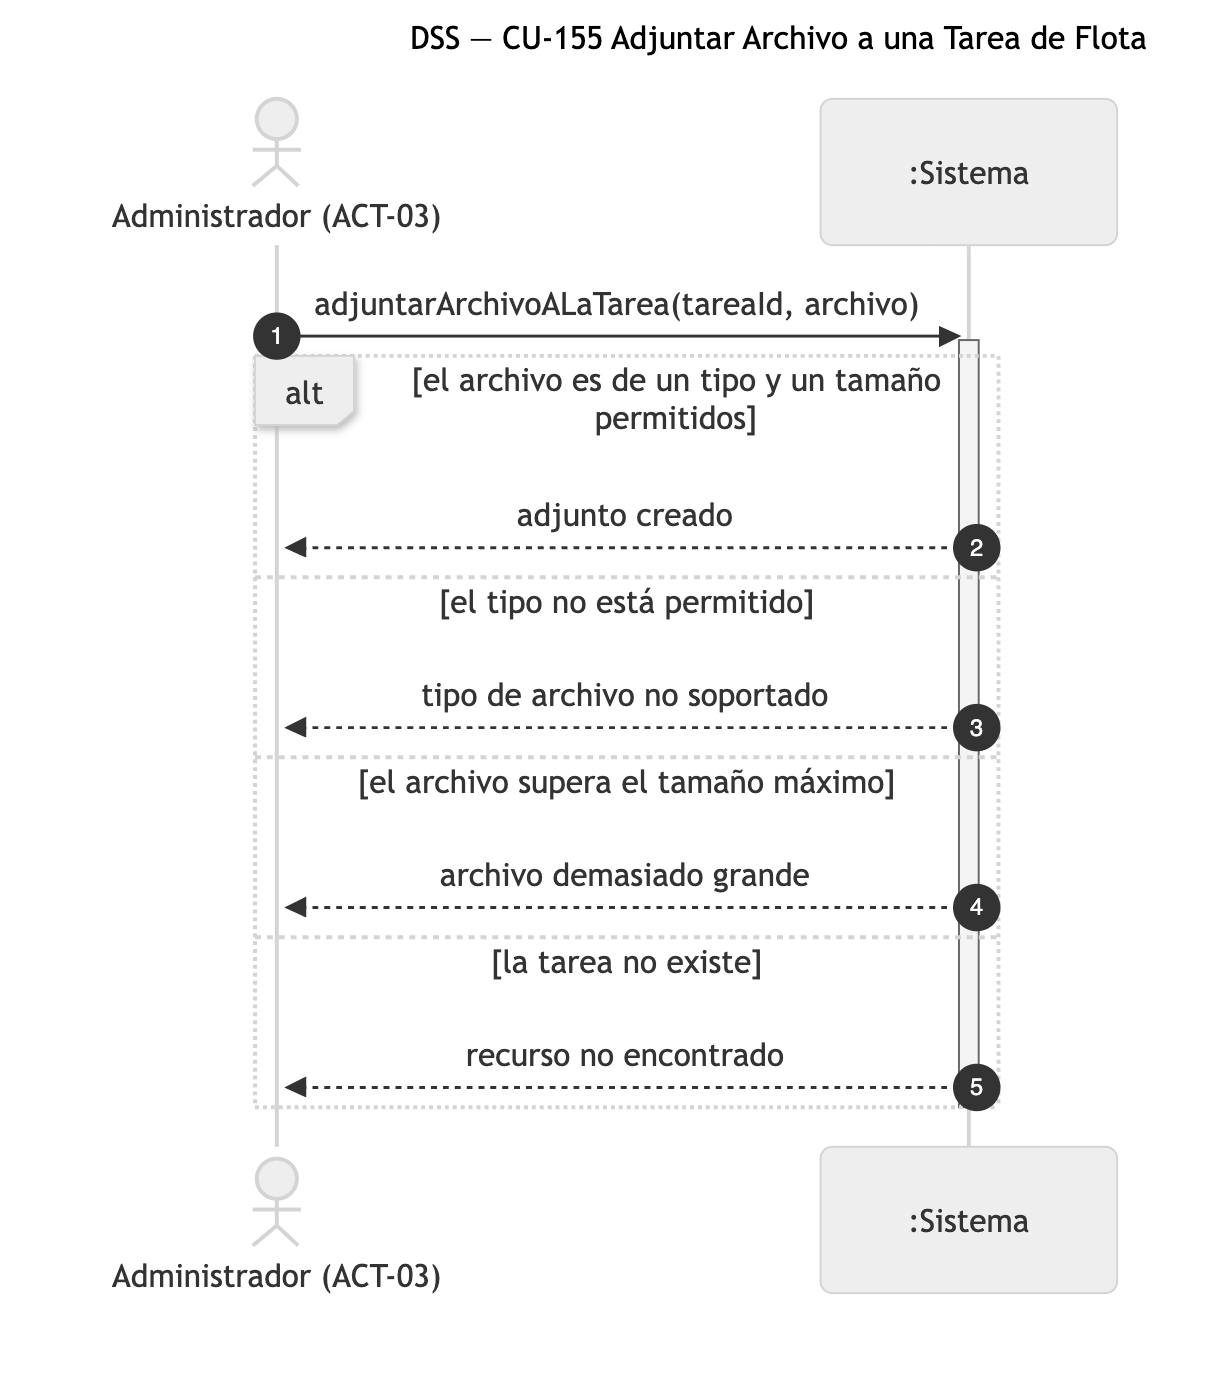 DSS — CU-155 Adjuntar Archivo a una Tarea de Flota
:Sistema
Administrador (ACT-03)
adjuntarArchivoALaTarea(tareaId, archivo)
1
alt
[el archivo es de un tipo y un tamaño
permitidos]
adjunto creado
2
[el tipo no está permitido]
tipo de archivo no soportado
3
[el archivo supera el tamaño máximo]
archivo demasiado grande
4
[la tarea no existe]
recurso no encontrado
5
:Sistema
Administrador (ACT-03)